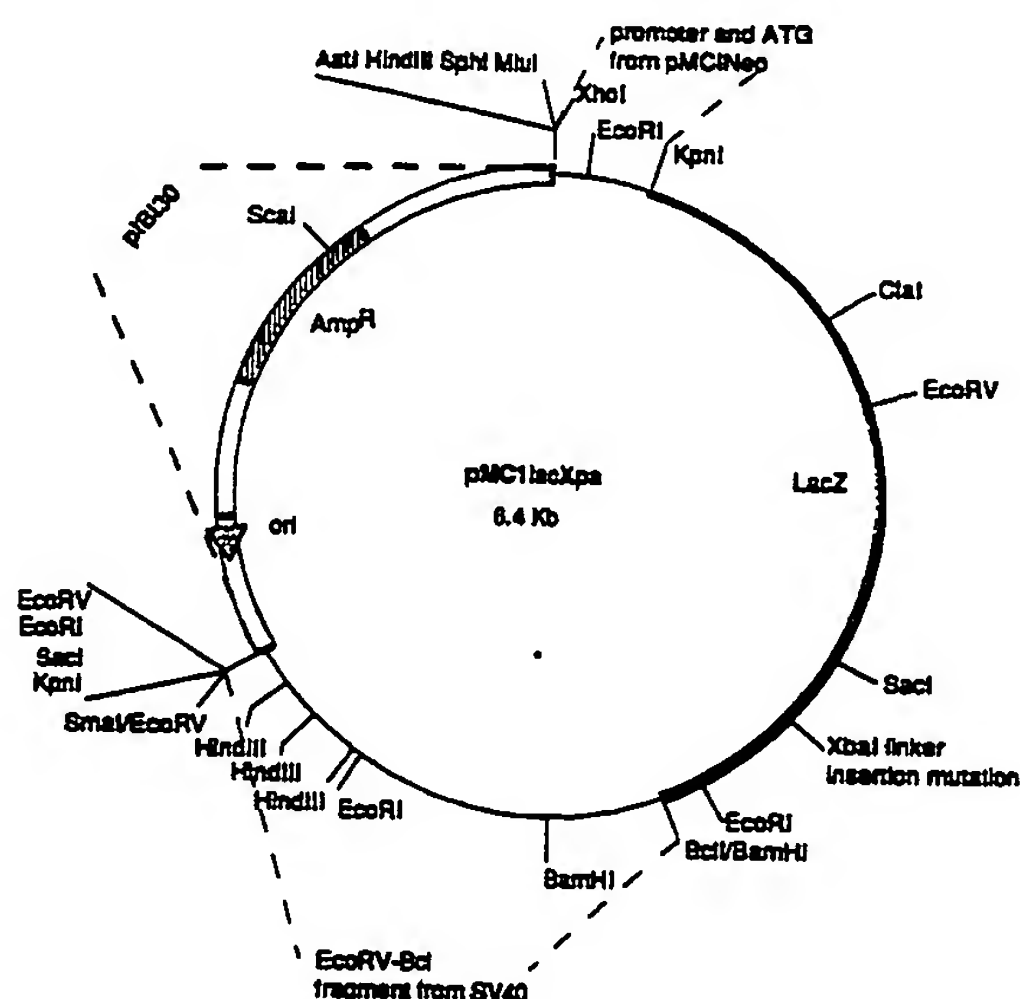 promoter and ATG
from pMCINeo
AatI HindIII SphI MluI
XhoI
EcoRI
KpnI
pIBI30
ScaI
ClaI
AmpR
EcoRV
pMC1lacXpa
6.4 Kb
LacZ
ori
EcoRV
EcoRI
SacI
KpnI
SmaI/EcoRV
SacI
HindIII
HindIII
HindIII
EcoRI
XbaI linker
insertion mutation
EcoRI
BclI/BamHI
BamHI
EcoRV-Bcl
fragment from SV40